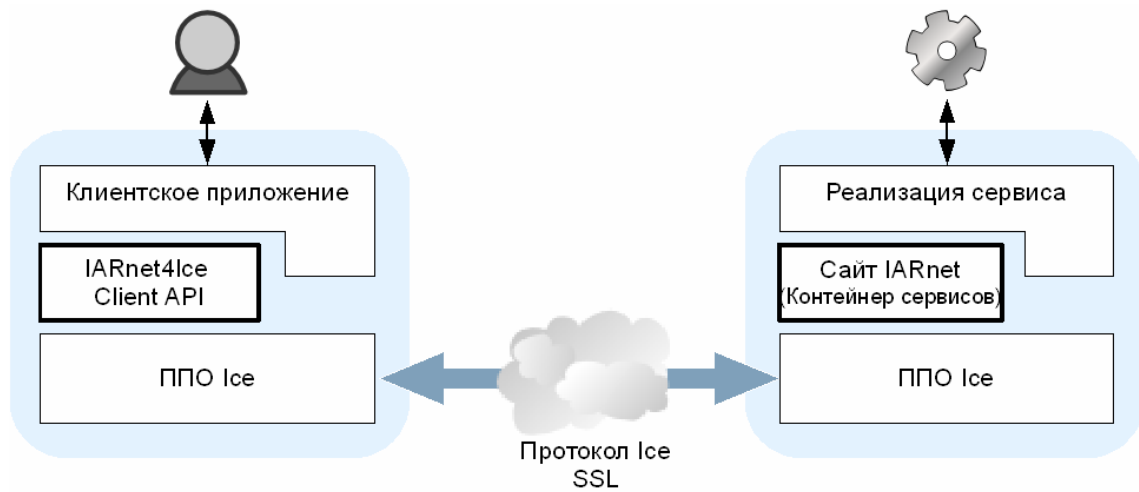 Клиентское приложение
IARnet4Ice
Client API
ППО Ice
Протокол Ice
SSL
Реализация сервиса
Сайт IARnet
(Контейнер сервисов)
ППО Ice